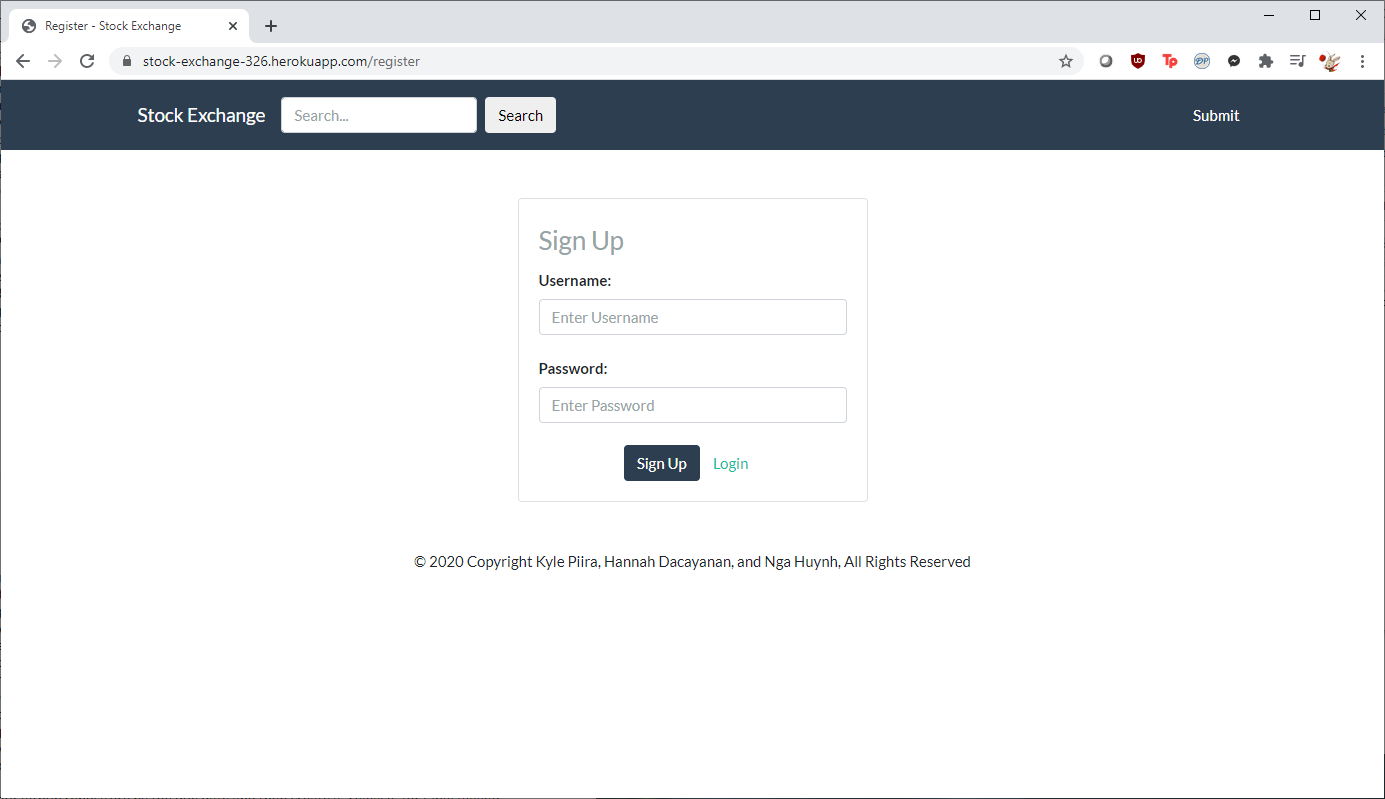 Register - Stock Exchange
stock-exchange-326.herokuapp.com/register
Stock Exchange Search... Search Submit
Sign Up
Username:
Enter Username
Password:
Enter Password
Sign Up Login
© 2020 Copyright Kyle Piira, Hannah Dacayanan, and Nga Huynh, All Rights Reserved